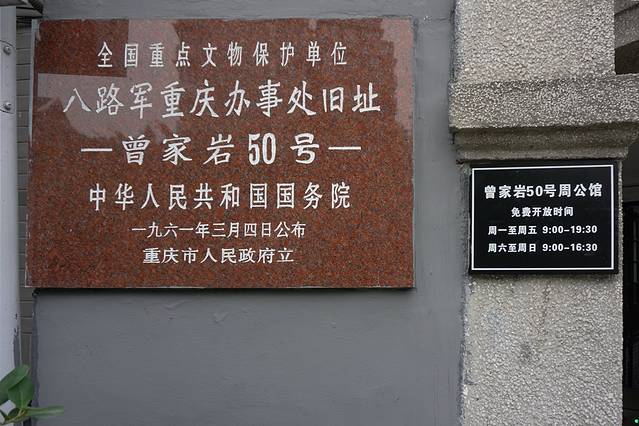 全国重点文物保护单位
八路军重庆办事处旧址
—曾家岩50号—
中华人民共和国国务院
一九六一年三月四日公布
重庆市人民政府立
曾家岩50号周公馆
免费开放时间
周一至周五 9:00-19:30
周六至周日 9:00-16:30